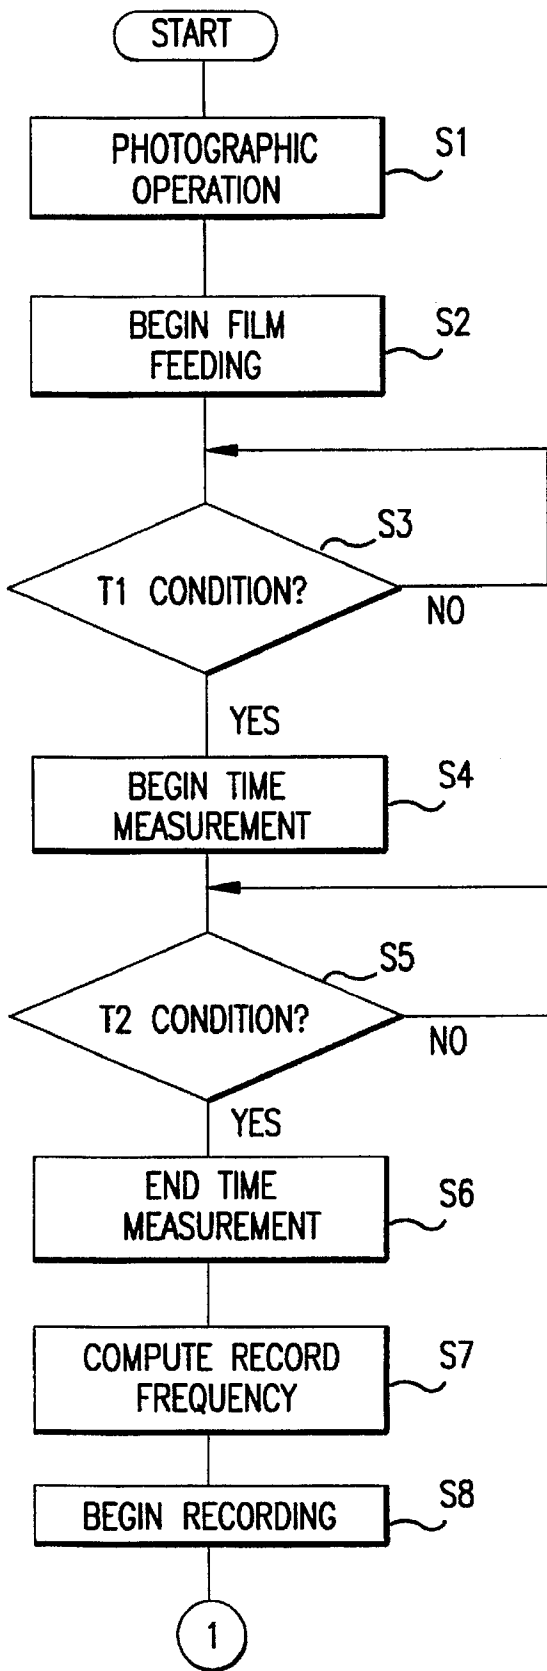 START
PHOTOGRAPHIC
OPERATION
S1
BEGIN FILM
FEEDING
S2
S3
T1 CONDITION?
NO
YES
BEGIN TIME
MEASUREMENT
S4
S5
T2 CONDITION?
NO
YES
END TIME
MEASUREMENT
S6
COMPUTE RECORD
FREQUENCY
S7
BEGIN RECORDING
S8
1